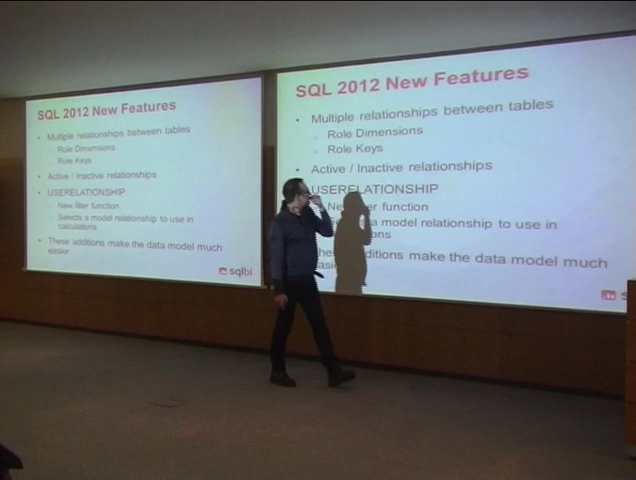 SQL 2012 New Features
• Multiple relationships between tables
– Role Dimensions
– Role Keys
• Active / Inactive relationships
• USERELATIONSHIP
– New filter function
– Selects a model relationship to use in
calculations
• These additions make the data model much
easier
sqlbi
SQL 2012 New Features
• Multiple relationships between tables
– Role Dimensions
– Role Keys
• Active / Inactive relationships
USERELATIONSHIP
function
a model relationship to use in
make the data model much